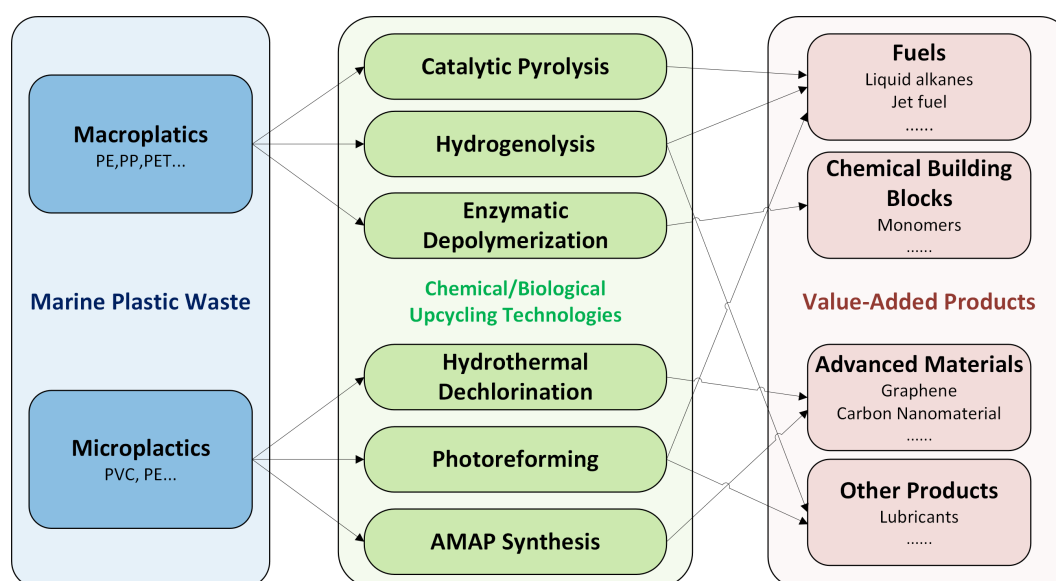 Macroplatics
PE,PP,PET...
Marine Plastic Waste
Microplactics
PVC, PE...
Catalytic Pyrolysis
Hydrogenolysis
Enzymatic
Depolymerization
Chemical/Biological
Upcycling Technologies
Hydrothermal
Dechlorination
Photoreforming
AMAP Synthesis
Fuels
Liquid alkanes
Jet fuel
......
Chemical Building
Blocks
Monomers
......
Value-Added Products
Advanced Materials
Graphene
Carbon Nanomaterial
......
Other Products
Lubricants
......